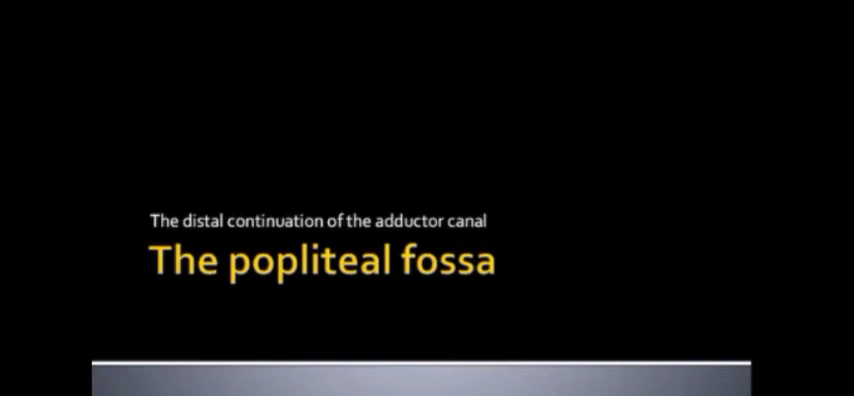 The distal continuation of the adductor canal
The popliteal fossa